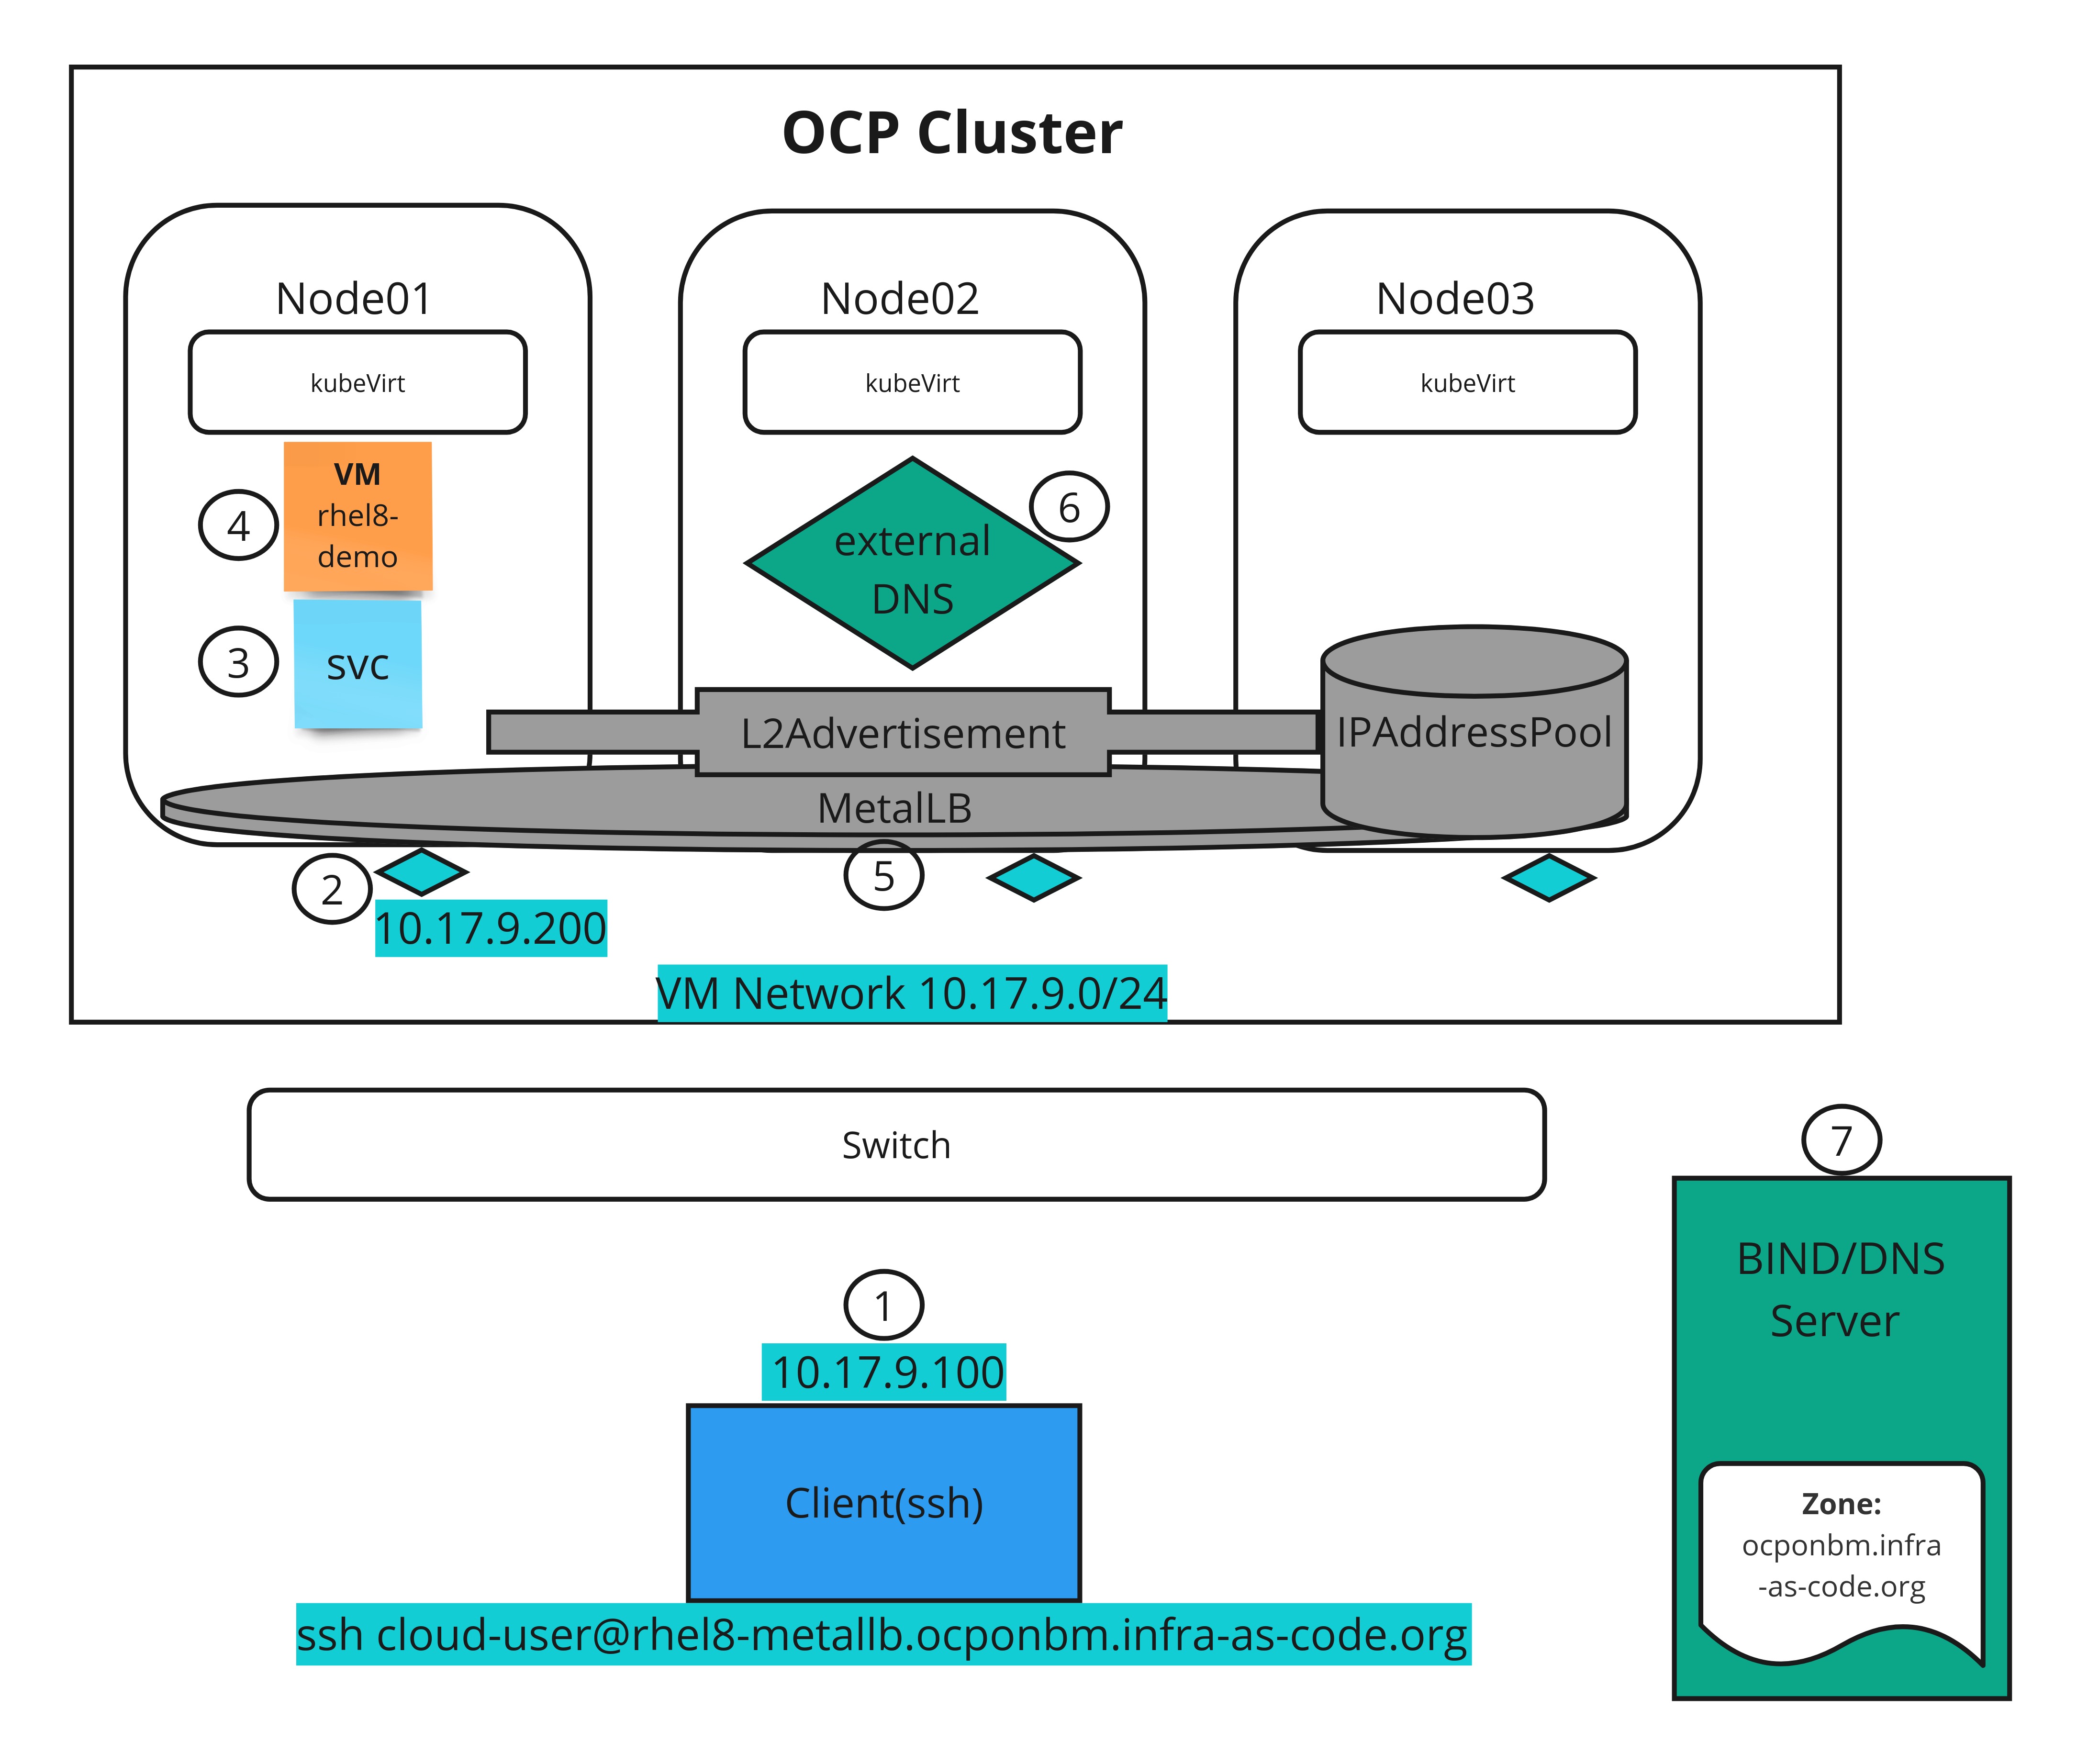 OCP Cluster
Node01
Node02
Node03
kubeVirt
kubeVirt
kubeVirt
VM
rhel8-
demo
4
external
DNS
6
svc
3
L2Advertisement
IPAddressPool
MetalLB
2
5
10.17.9.200
VM Network 10.17.9.0/24
Switch
7
BIND/DNS
Server
1
10.17.9.100
Client(ssh)
Zone:
ocponbm.infra
-as-code.org
ssh cloud-user@rhel8-metallb.ocponbm.infra-as-code.org